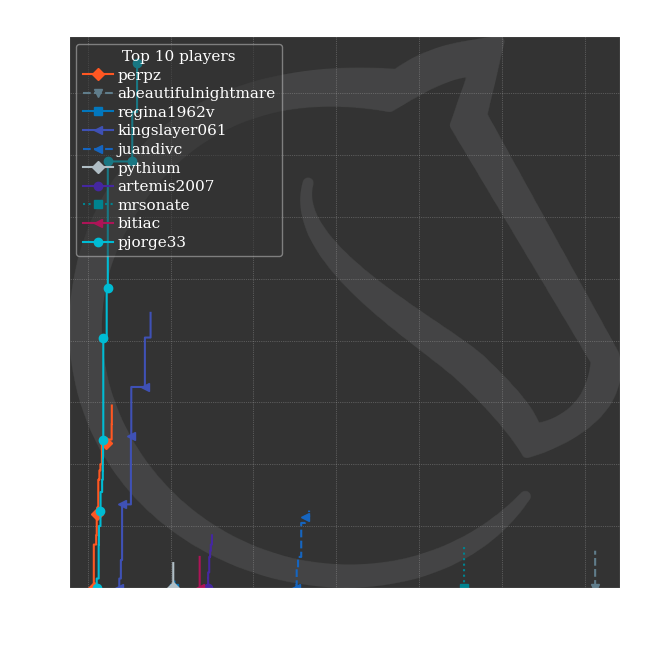 Top 10 players
perpz
abeautifulnightmare
regina1962v
kingslayer061
juandivc
pythium
artemis2007
mrsonate
bitiac
pjorge33